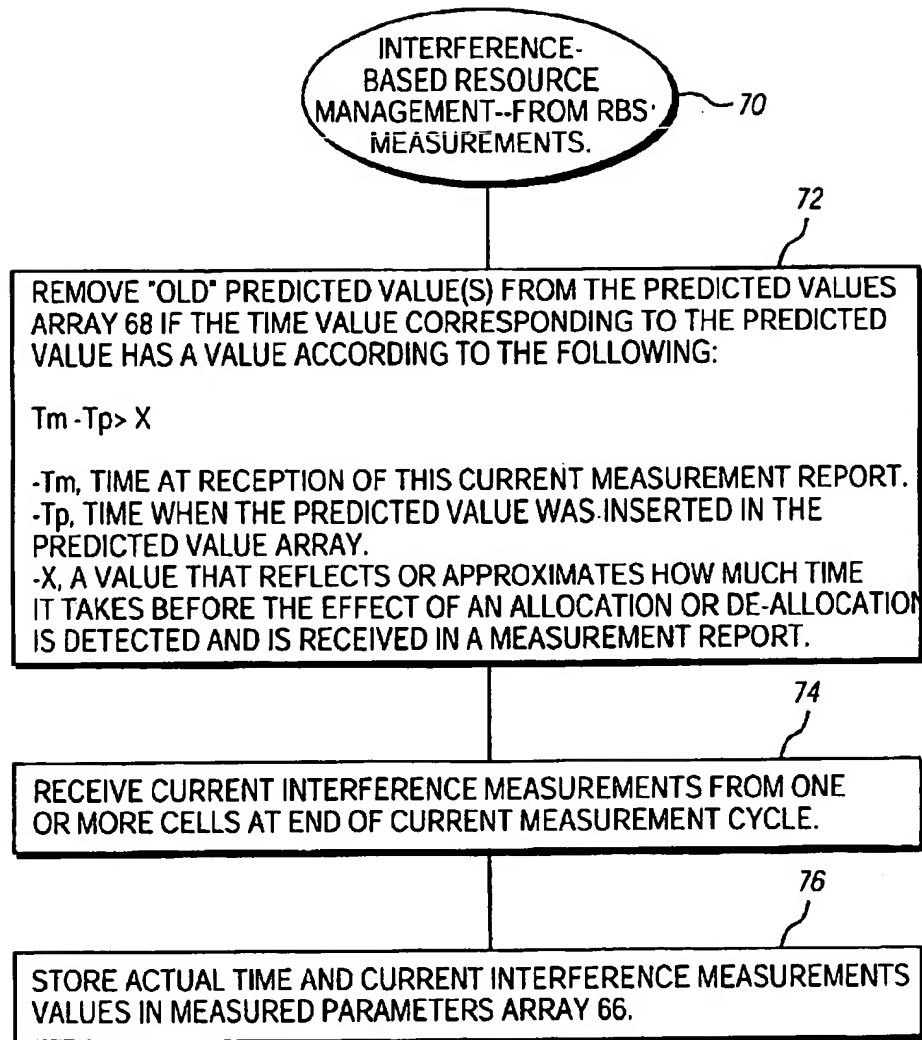 INTERFERENCE-
BASED RESOURCE
MANAGEMENT--FROM RBS'
MEASUREMENTS.
70
72
REMOVE "OLD" PREDICTED VALUE(S) FROM THE PREDICTED VALUES
ARRAY 68 IF THE TIME VALUE CORRESPONDING TO THE PREDICTED
VALUE HAS A VALUE ACCORDING TO THE FOLLOWING:
Tm -Tp> X
-Tm, TIME AT RECEPTION OF THIS CURRENT MEASUREMENT REPORT.
-Tp, TIME WHEN THE PREDICTED VALUE WAS INSERTED IN THE
PREDICTED VALUE ARRAY.
-X, A VALUE THAT REFLECTS OR APPROXIMATES HOW MUCH TIME
IT TAKES BEFORE THE EFFECT OF AN ALLOCATION OR DE-ALLOCATION
IS DETECTED AND IS RECEIVED IN A MEASUREMENT REPORT.
74
RECEIVE CURRENT INTERFERENCE MEASUREMENTS FROM ONE
OR MORE CELLS AT END OF CURRENT MEASUREMENT CYCLE.
76
STORE ACTUAL TIME AND CURRENT INTERFERENCE MEASUREMENTS
VALUES IN MEASURED PARAMETERS ARRAY 66.